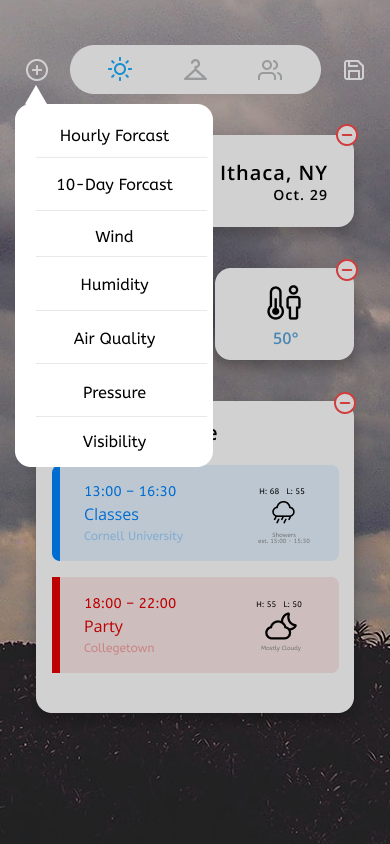 Hourly Forcast
10-Day Forcast
Wind
Humidity
Air Quality
Pressure
Visibility
Ithaca, NY
Oct. 29
50°
e
13:00 – 16:30
Classes
Cornell University
H: 68 L: 55
Showers
est. 15:00 - 15:30
18:00 – 22:00
Party
Collegetown
H: 55 L: 50
Mostly Cloudy